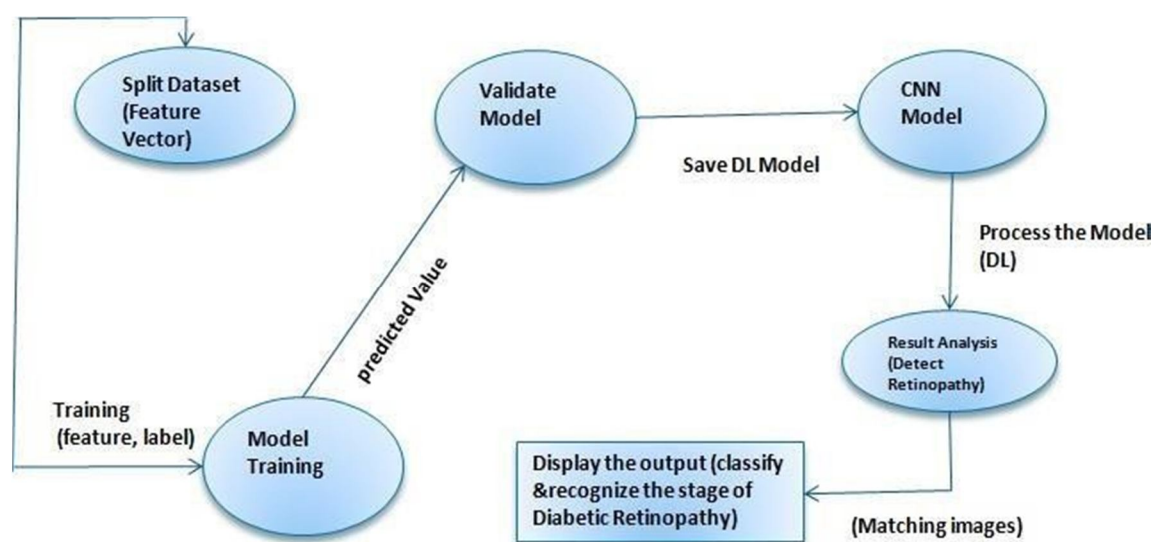 Split Dataset
(Feature
Vector)
Validate
Model
CNN
Model
Save DL Model
Process the Model
(DL)
predicted Value
Result Analysis
(Detect
Retinopathy)
Training
(feature, label)
Model
Training
Display the output (classify
&recognize the stage of
Diabetic Retinopathy)
(Matching images)